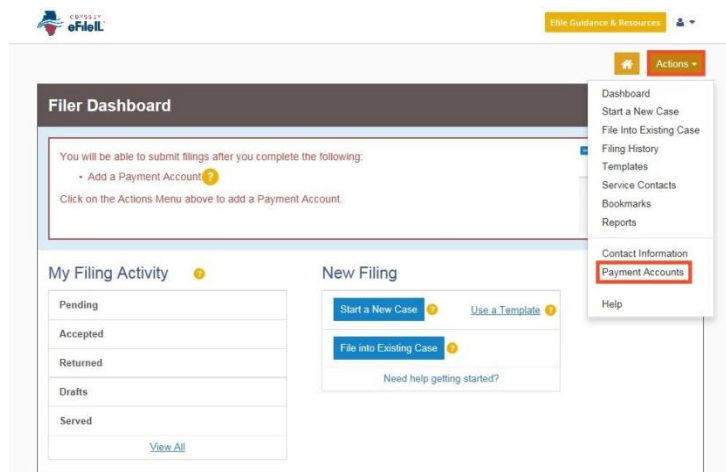 ODYSSEY
eFileIL
Efile Guidance & Resources
Actions
Filer Dashboard
Dashboard
Start a New Case
File Into Existing Case
Filing History
Templates
Service Contacts
Bookmarks
Reports
Contact Information
Payment Accounts
Help
You will be able to submit filings after you complete the following:
• Add a Payment Account ?
Click on the Actions Menu above to add a Payment Account.
My Filing Activity ?
Pending
Accepted
Returned
Drafts
Served
View All
New Filing
Start a New Case ? Use a Template ?
File into Existing Case ?
Need help getting started?